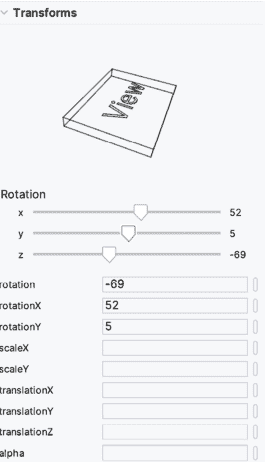 Transforms
View
Rotation
x 52
y 5
z -69
rotation -69
rotationX 52
rotationY 5
scaleX
scaleY
translationX
translationY
translationZ
alpha